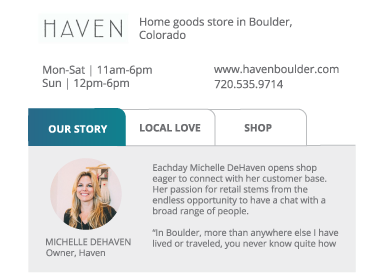 HAVEN
Home goods store in Boulder,
Colorado
Mon-Sat | 11am-6pm
Sun | 12pm-6pm
www.havenboulder.com
720.535.9714
OUR STORY
LOCAL LOVE
SHOP
Eachday Michelle DeHaven opens shop
eager to connect with her customer base.
Her passion for retail stems from the
endless opportunity to have a chat with a
broad range of people.
“In Boulder, more than anywhere else I have
lived or traveled, you never know quite how
MICHELLE DEHAVEN
Owner, Haven